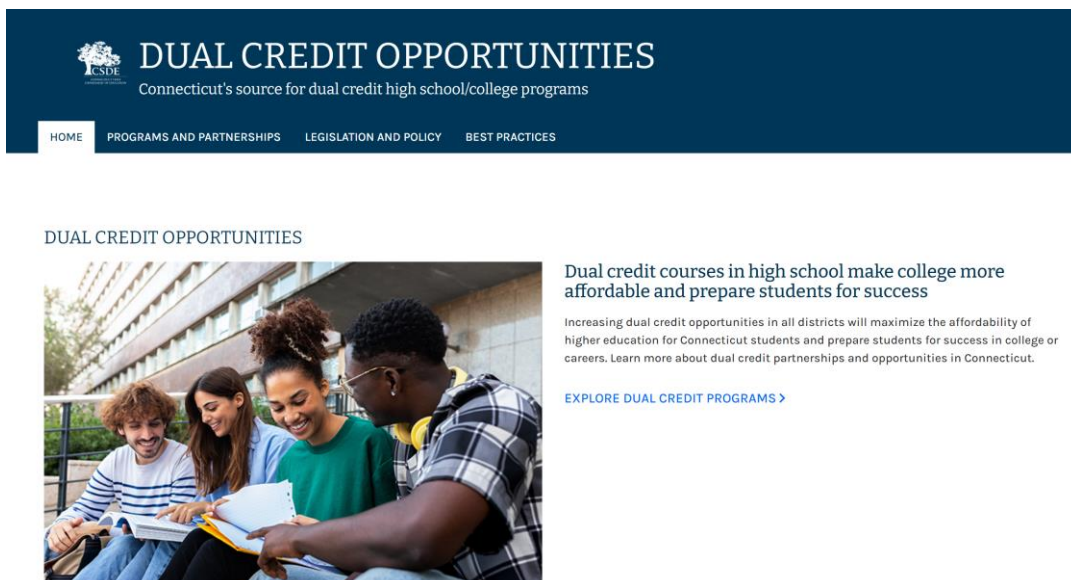 CSDE
DUAL CREDIT OPPORTUNITIES
Connecticut's source for dual credit high school/college programs
HOME PROGRAMS AND PARTNERSHIPS LEGISLATION AND POLICY BEST PRACTICES
DUAL CREDIT OPPORTUNITIES
Dual credit courses in high school make college more
affordable and prepare students for success
Increasing dual credit opportunities in all districts will maximize the affordability of
higher education for Connecticut students and prepare students for success in college or
careers. Learn more about dual credit partnerships and opportunities in Connecticut.
EXPLORE DUAL CREDIT PROGRAMS >